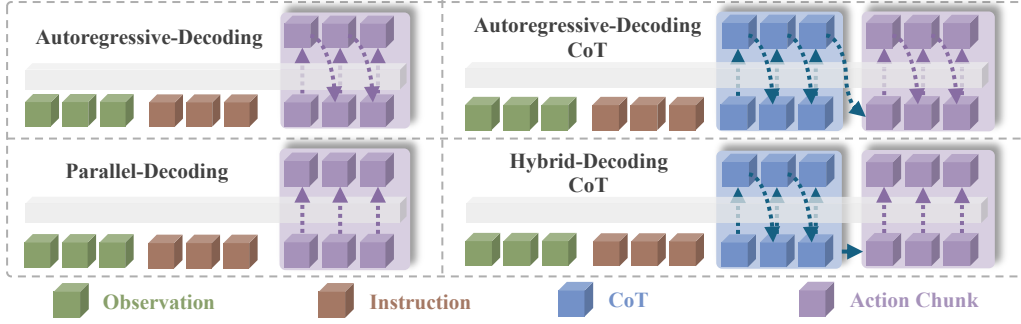 Autoregressive-Decoding
Autoregressive-Decoding
CoT
Parallel-Decoding
Hybrid-Decoding
CoT
Observation
Instruction
CoT
Action Chunk